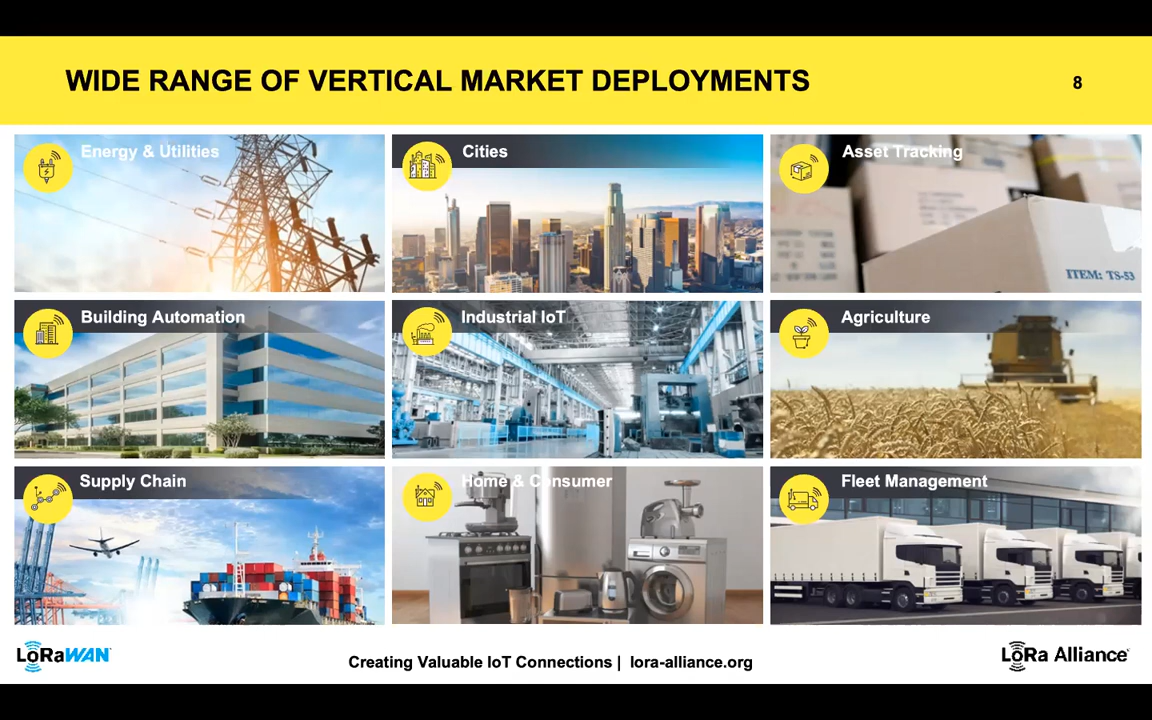 WIDE RANGE OF VERTICAL MARKET DEPLOYMENTS
8
Energy & Utilities
Cities
Asset Tracking
ITEM: TS-53
Building Automation
Industrial IoT
Agriculture
Supply Chain
Home & Consumer
Fleet Management
LoRaWAN
Creating Valuable IoT Connections | lora-alliance.org
LoRa Alliance